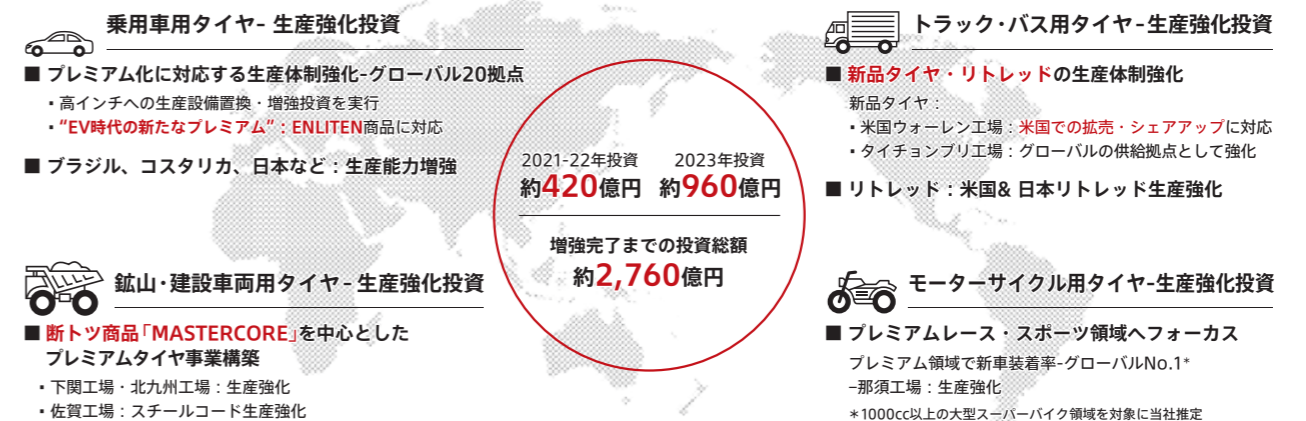 乗用車用タイヤ– 生産強化投資
■ プレミアム化に対応する生産体制強化–グローバル20拠点
・高インチへの生産設備置換・増強投資を実行
・“EV時代の新たなプレミアム”：ENLITEN商品に対応
■ ブラジル、コスタリカ、日本など：生産能力増強
鉱山・建設車両用タイヤ – 生産強化投資
■ 断トツ商品「MASTERCORE」を中心とした
プレミアムタイヤ事業構築
・下関工場・北九州工場：生産強化
・佐賀工場：スチールコード生産強化
2021-22年投資 2023年投資
約420億円 約960億円
増強完了までの投資総額
約2,760億円
トラック・バス用タイヤ–生産強化投資
■ 新品タイヤ・リトレッドの生産体制強化
新品タイヤ：
・米国ウォーレン工場：米国での拡売・シェアアップに対応
・タイチョンブリ工場：グローバルの供給拠点として強化
■ リトレッド：米国& 日本リトレッド生産強化
モーターサイクル用タイヤ–生産強化投資
■ プレミアムレース・スポーツ領域へフォーカス
プレミアム領域で新車装着率–グローバルNo.1*
–那須工場：生産強化
＊1000cc以上の大型スーパーバイク領域を対象に当社推定